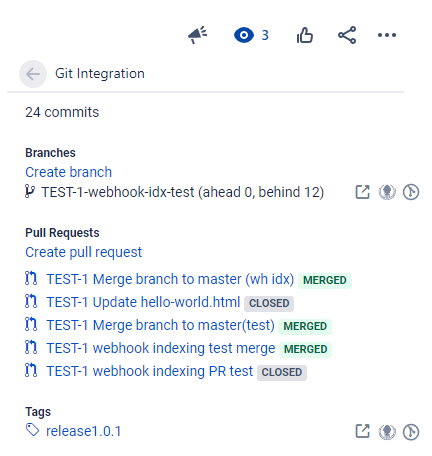 3
Git Integration
24 commits
Branches
Create branch
TEST-1-webhook-idx-test (ahead 0, behind 12)
Pull Requests
Create pull request
TEST-1 Merge branch to master (wh idx) MERGED
TEST-1 Update hello-world.html CLOSED
TEST-1 Merge branch to master(test) MERGED
TEST-1 webhook indexing test merge MERGED
TEST-1 webhook indexing PR test CLOSED
Tags
release1.0.1